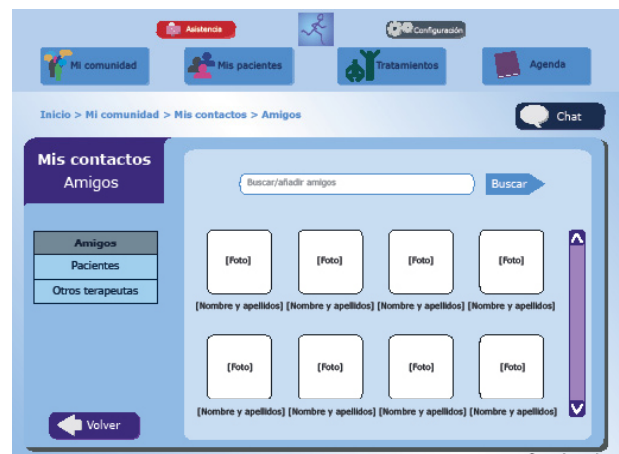 Asistencia
Configuración
Mi comunidad
Mis pacientes
Tratamientos
Agenda
Inicio > Mi comunidad > Mis contactos > Amigos
Chat
Mis contactos
Amigos
Buscar/añadir amigos
Buscar
Amigos
Pacientes
Otros terapeutas
[Foto] [Foto] [Foto] [Foto]
[Nombre y apellidos] [Nombre y apellidos] [Nombre y apellidos] [Nombre y apellidos]
[Foto] [Foto] [Foto] [Foto]
[Nombre y apellidos] [Nombre y apellidos] [Nombre y apellidos] [Nombre y apellidos]
Volver